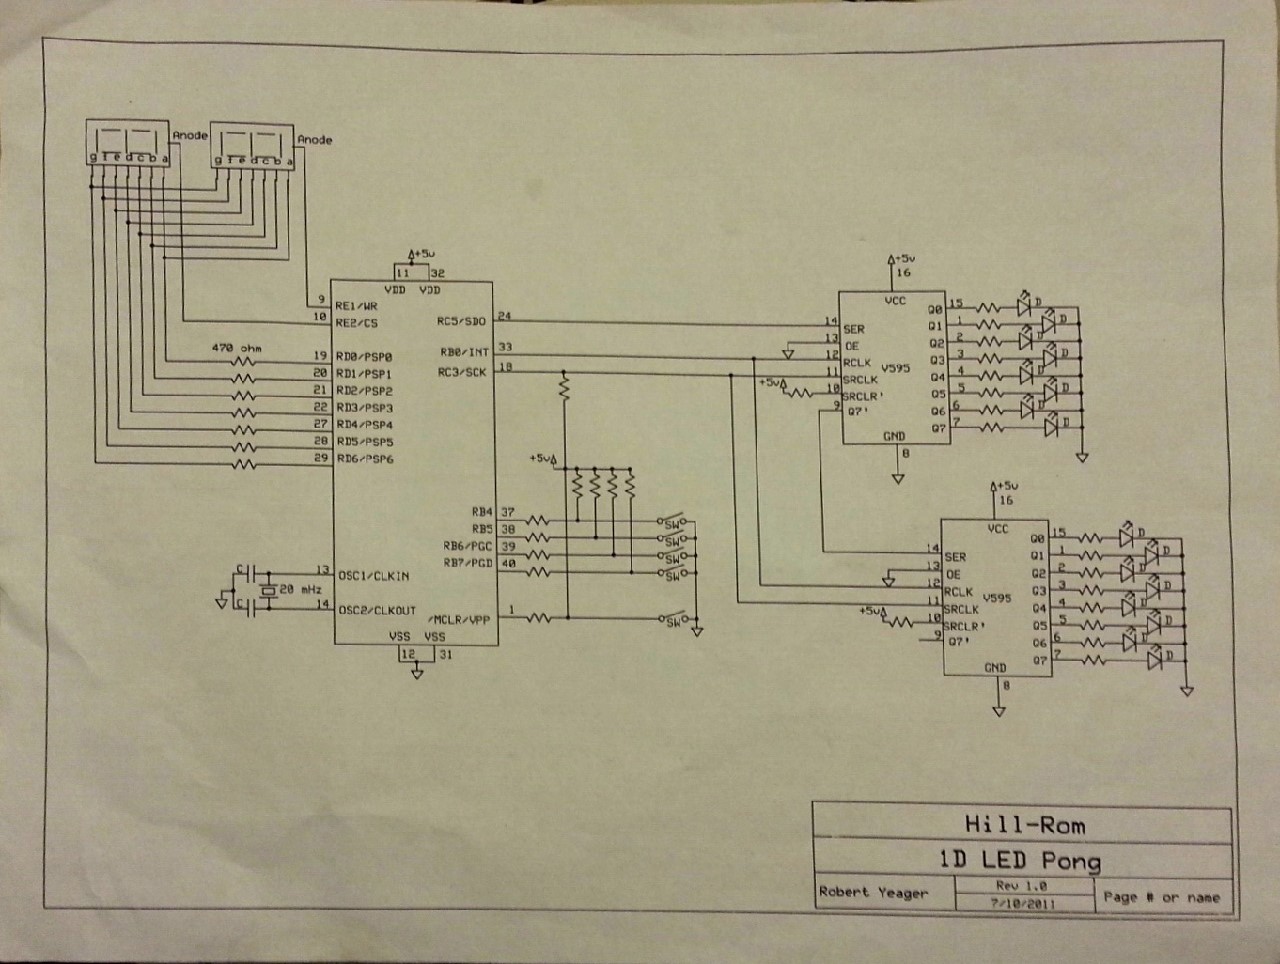 Anode
Anode
g f e d c b a
g f e d c b a
+5v
11 32
VDD VDD
9 RE1/WR
10 RE2/CS
470 ohm
19 RD0/PSP0
20 RD1/PSP1
21 RD2/PSP2
22 RD3/PSP3
27 RD4/PSP4
28 RD5/PSP5
29 RD6/PSP6
RC5/SDO 24
RB0/INT 33
RC3/SCK 18
+5v
RB4 37
RB5 38
RB6/PGC 39
RB7/PGD 40
SW
SW
SW
SW
C
C
20 mHz
13 OSC1/CLKIN
14 OSC2/CLKOUT
/MCLR/VPP 1
SW
VSS VSS
12 31
+5v
16
VCC
14 SER
13 OE
12 RCLK
11 SRCLK
+5v
10 SRCLR'
9 Q7'
V595
GND
8
Q0 15 D
Q1 1 D
Q2 2 D
Q3 3 D
Q4 4 D
Q5 5 D
Q6 6 D
Q7 7 D
+5v
16
VCC
14 SER
13 OE
12 RCLK
11 SRCLK
+5v
10 SRCLR'
9 Q7'
V595
GND
8
Q0 15 D
Q1 1 D
Q2 2 D
Q3 3 D
Q4 4 D
Q5 5 D
Q6 6 D
Q7 7 D
Hill-Rom
1D LED Pong
Robert Yeager
Rev 1.0
7/10/2011
Page # or name